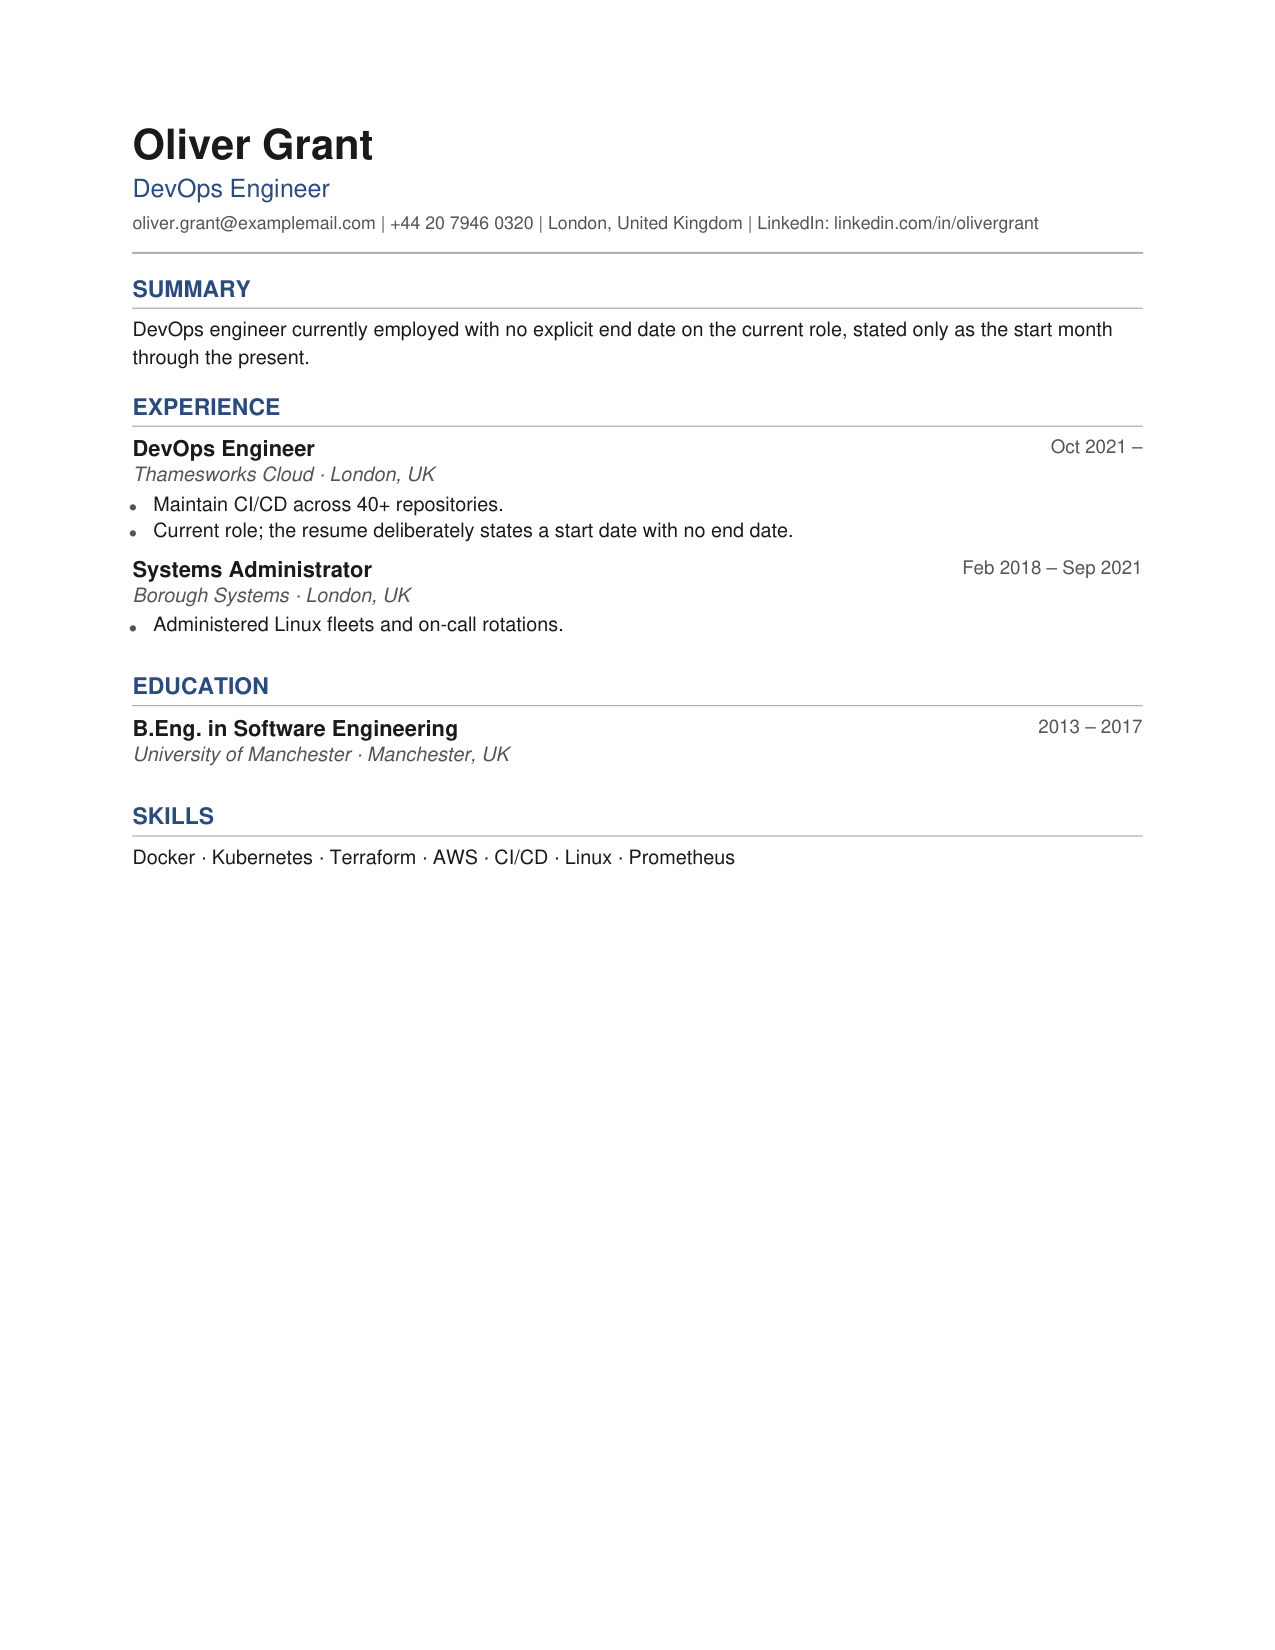 Oliver Grant
DevOps Engineer
oliver.grant@examplemail.com | +44 20 7946 0320 | London, United Kingdom | LinkedIn: linkedin.com/in/olivergrant
SUMMARY
DevOps engineer currently employed with no explicit end date on the current role, stated only as the start month
through the present.
EXPERIENCE
DevOps Engineer Oct 2021 –
Thamesworks Cloud · London, UK
• Maintain CI/CD across 40+ repositories.
• Current role; the resume deliberately states a start date with no end date.
Systems Administrator Feb 2018 – Sep 2021
Borough Systems · London, UK
• Administered Linux fleets and on-call rotations.
EDUCATION
B.Eng. in Software Engineering 2013 – 2017
University of Manchester · Manchester, UK
SKILLS
Docker · Kubernetes · Terraform · AWS · CI/CD · Linux · Prometheus